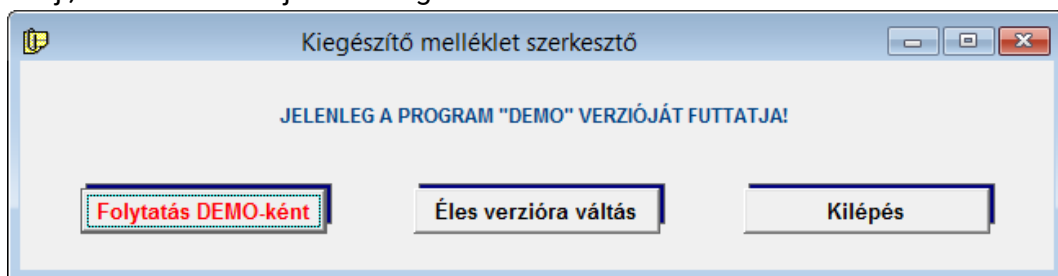 Kiegészítő melléklet szerkesztő
JELENLEG A PROGRAM "DEMO" VERZIÓJÁT FUTTATJA!
Folytatás DEMO-ként
Éles verzióra váltás
Kilépés